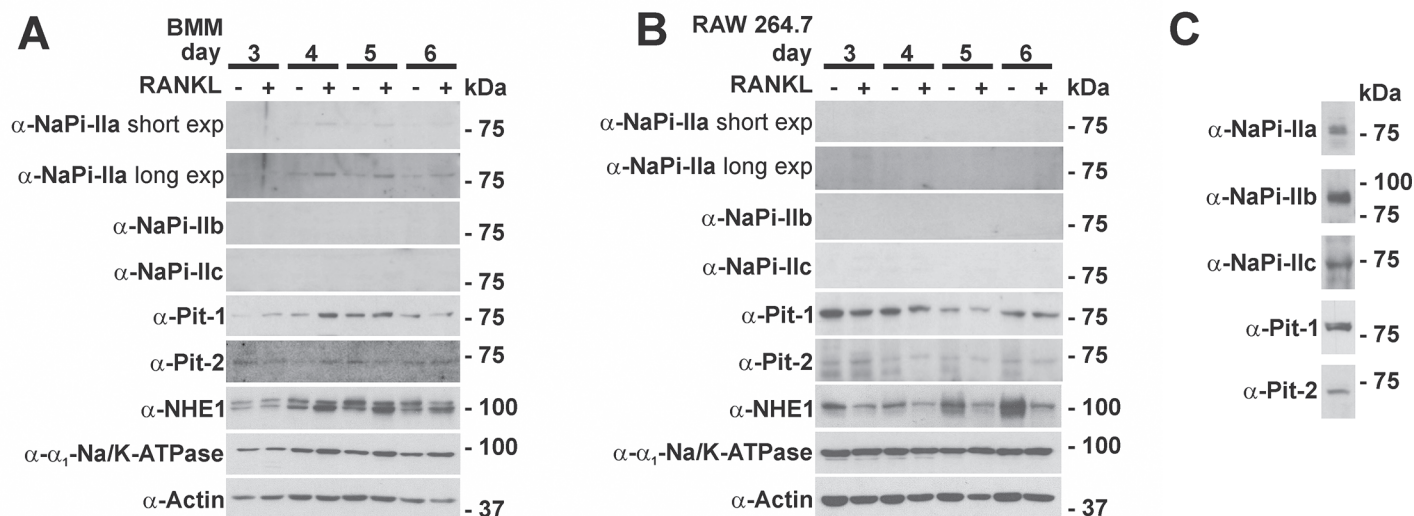 A
BMM
day 3 4 5 6
RANKL - + - + - + - + kDa
α-NaPi-IIa short exp - 75
α-NaPi-IIa long exp - 75
α-NaPi-IIb - 75
α-NaPi-IIc - 75
α-Pit-1 - 75
α-Pit-2 - 75
α-NHE1 - 100
α-α₁-Na/K-ATPase - 100
α-Actin - 37
B
RAW 264.7
day 3 4 5 6
RANKL - + - + - + - + kDa
α-NaPi-IIa short exp - 75
α-NaPi-IIa long exp - 75
α-NaPi-IIb - 75
α-NaPi-IIc - 75
α-Pit-1 - 75
α-Pit-2 - 75
α-NHE1 - 100
α-α₁-Na/K-ATPase - 100
α-Actin - 37
C
kDa
α-NaPi-IIa - 75
- 100
α-NaPi-IIb
- 75
α-NaPi-IIc - 75
α-Pit-1 - 75
α-Pit-2 - 75